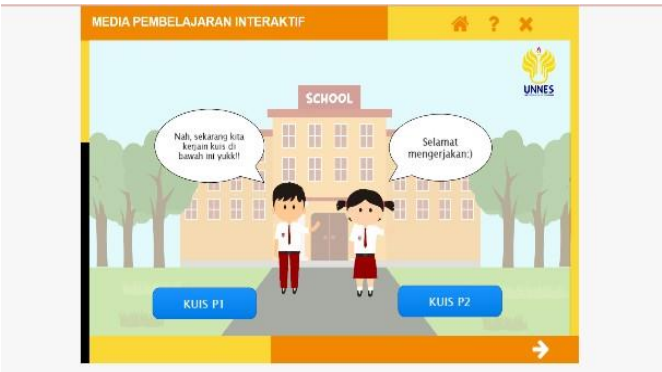 MEDIA PEMBELAJARAN INTERAKTIF
?
UNNES
SCHOOL
Nah, sekarang kita
kerjain kuis di
bawah ini yukk!!
Selamat
mengerjakan:)
KUIS P1
KUIS P2